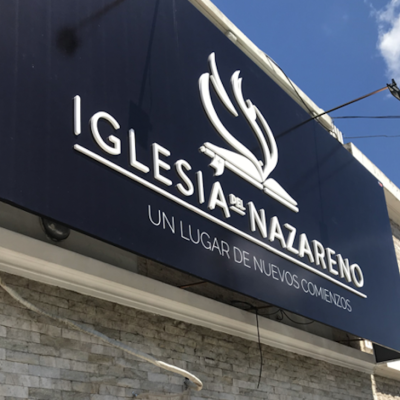 IGLESIA DEL NAZARENO
UN LUGAR DE NUEVOS COMIENZOS